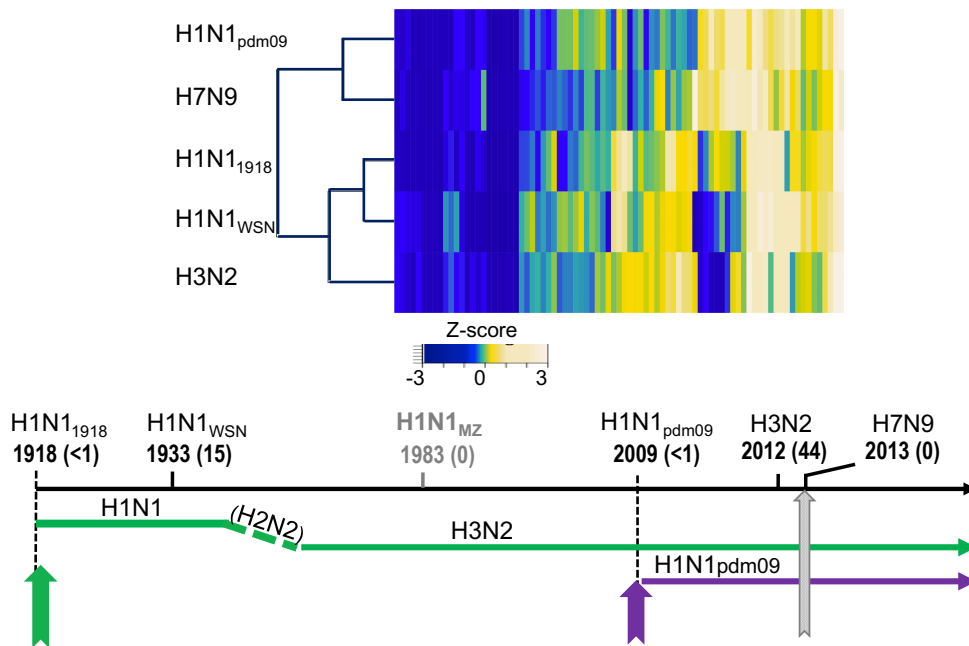 H1N1pdm09
H7N9
H1N11918
H1N1WSN
H3N2
Z-score
-3 0 3
H1N11918 H1N1WSN H1N1MZ H1N1pdm09 H3N2 H7N9
1918 (<1) 1933 (15) 1983 (0) 2009 (<1) 2012 (44) 2013 (0)
H1N1 (H2N2) H3N2
H1N1pdm09